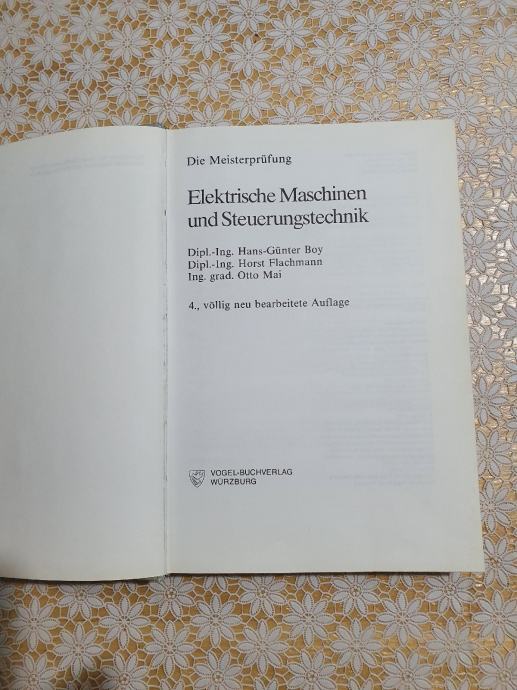 Die Meisterprüfung
Elektrische Maschinen
und Steuerungstechnik
Dipl.-Ing. Hans-Günter Boy
Dipl.-Ing. Horst Flachmann
Ing. grad. Otto Mai
4., völlig neu bearbeitete Auflage
VOGEL-BUCHVERLAG
WÜRZBURG